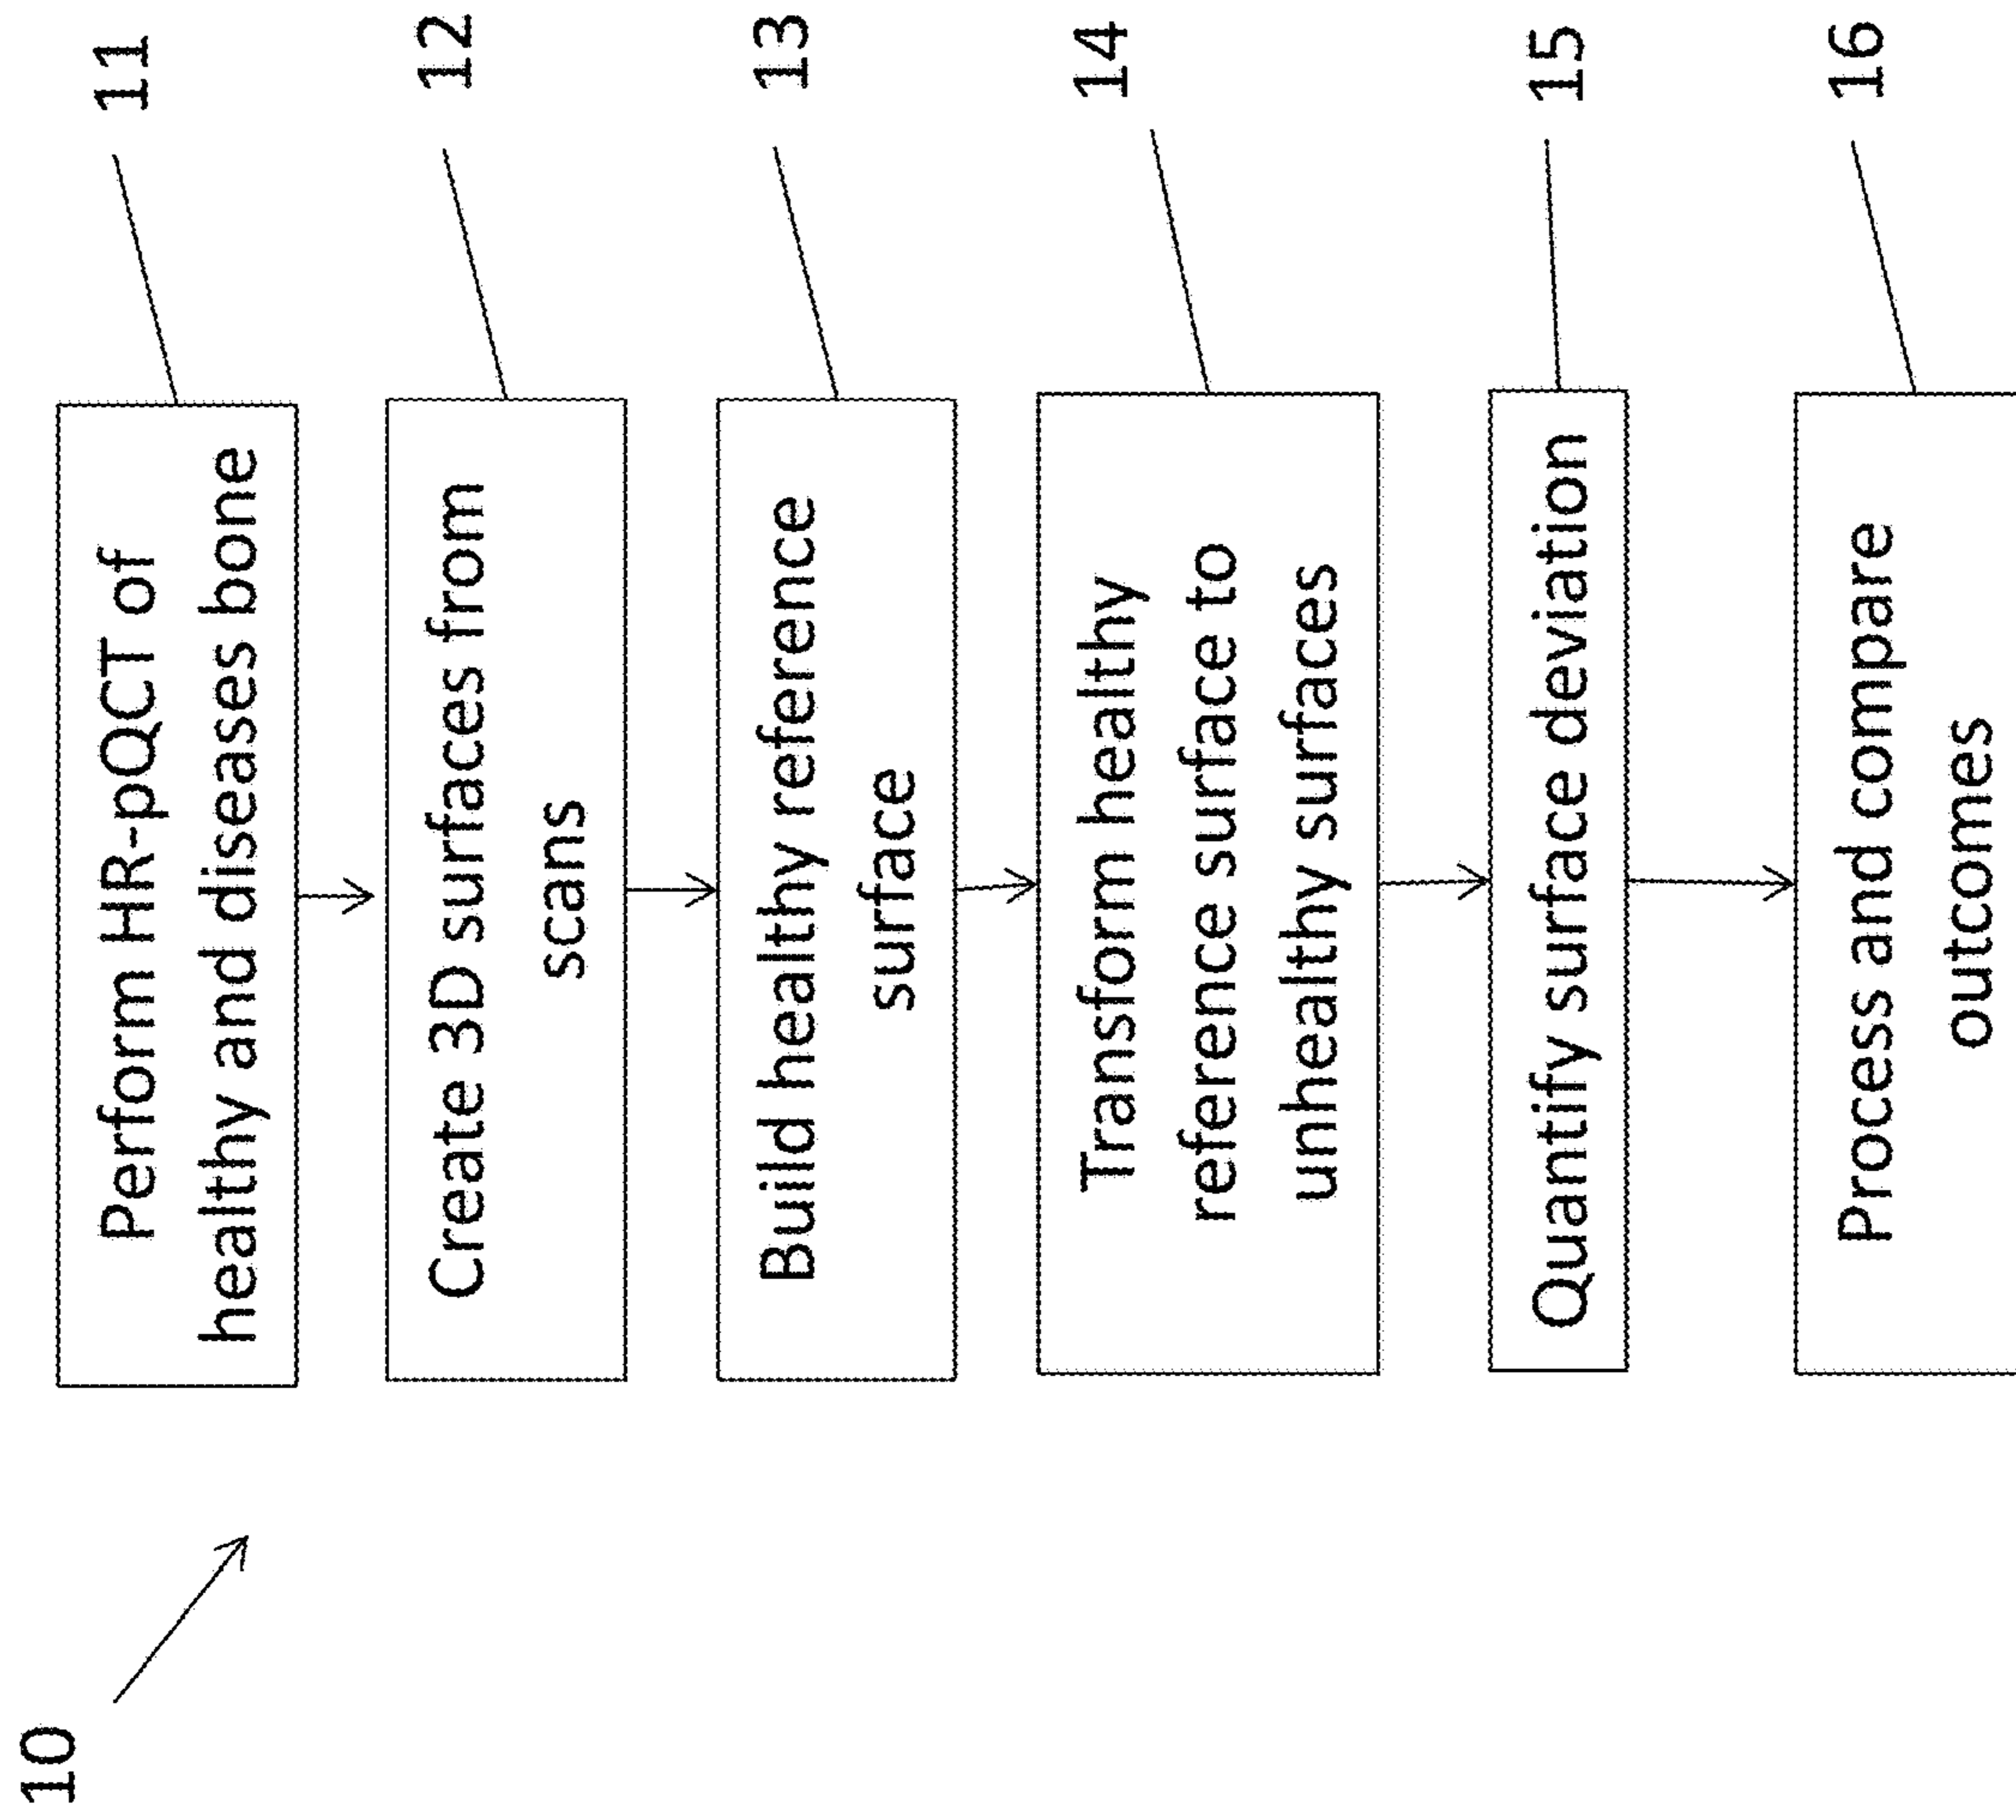 10
Perform HR-pQCT of
healthy and diseases bone
11
Create 3D surfaces from
scans
12
Build healthy reference
surface
13
Transform healthy
reference surface to
unhealthy surfaces
14
Quantify surface deviation
15
Process and compare
outcomes
16